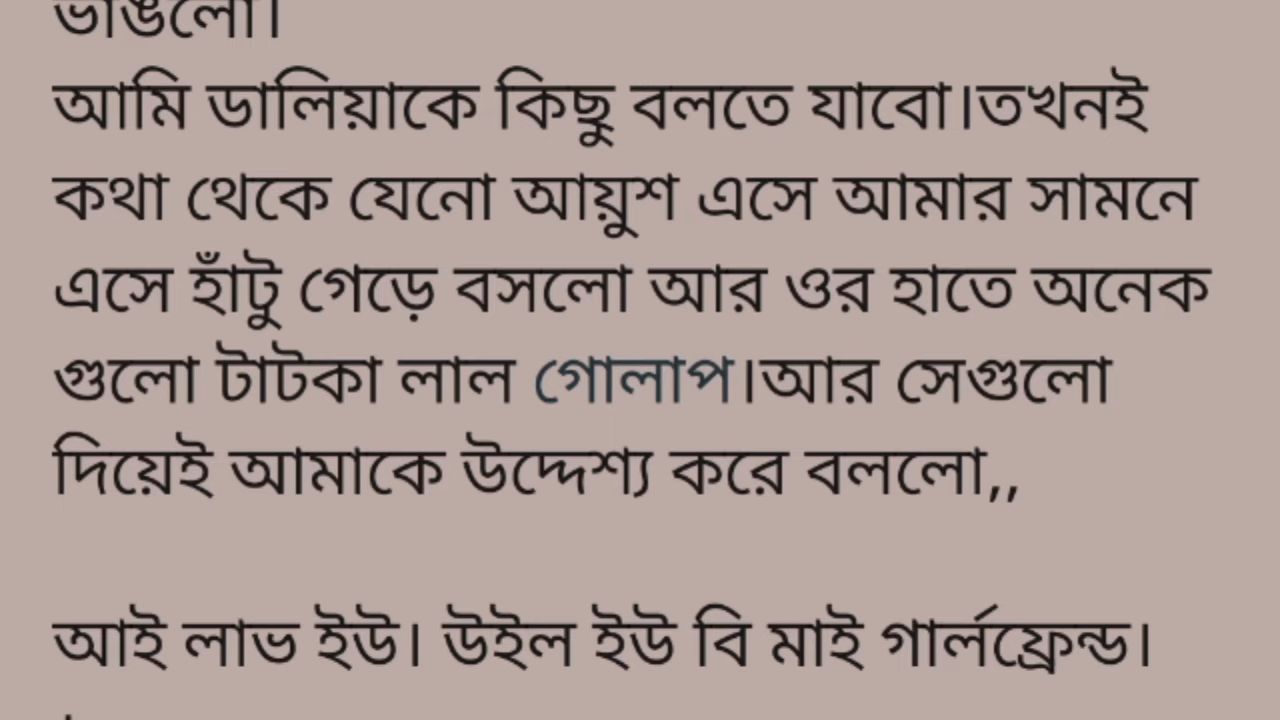 ভাঙলো।
আমি ডালিয়াকে কিছু বলতে যাবো।তখনই
কথা থেকে যেনো আয়ুশ এসে আমার সামনে
এসে হাঁটু গেড়ে বসলো আর ওর হাতে অনেক
গুলো টাটকা লাল গোলাপ।আর সেগুলো
দিয়েই আমাকে উদ্দেশ্য করে বললো,,
আই লাভ ইউ। উইল ইউ বি মাই গার্লফ্রেন্ড।